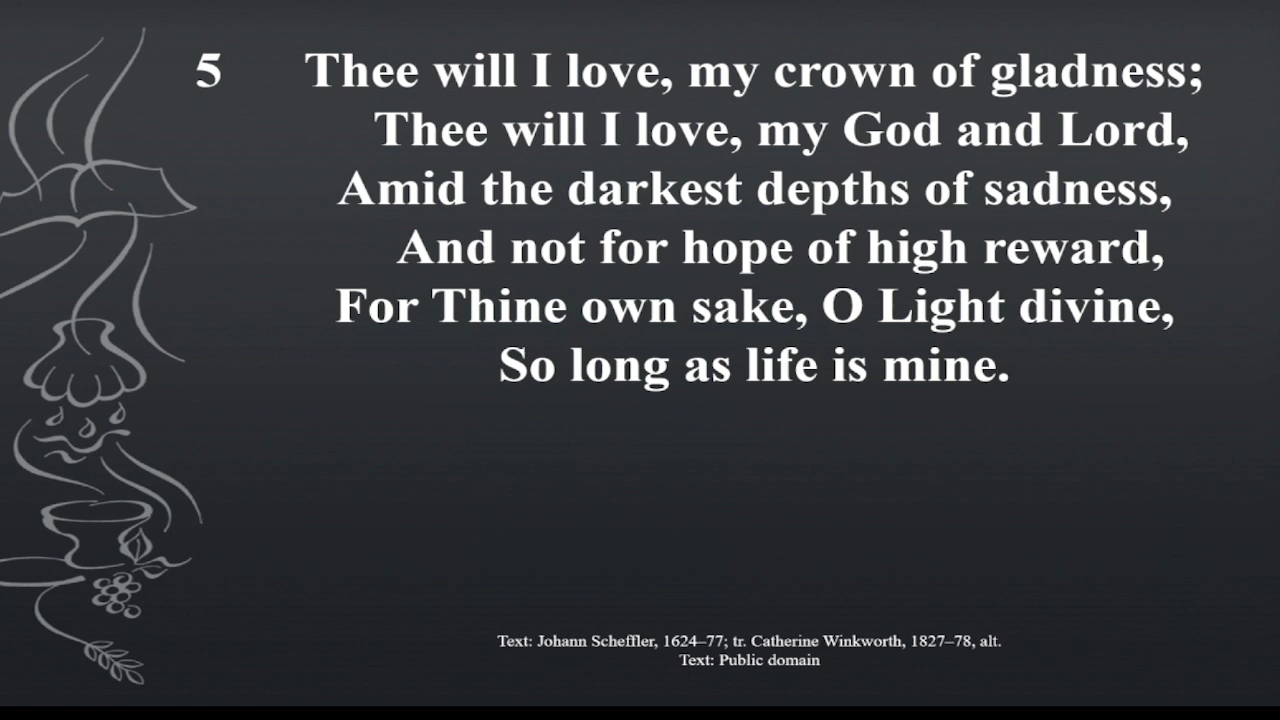 5 Thee will I love, my crown of gladness;
Thee will I love, my God and Lord,
Amid the darkest depths of sadness,
And not for hope of high reward,
For Thine own sake, O Light divine,
So long as life is mine.
Text: Johann Scheffler, 1624–77; tr. Catherine Winkworth, 1827–78, alt.
Text: Public domain